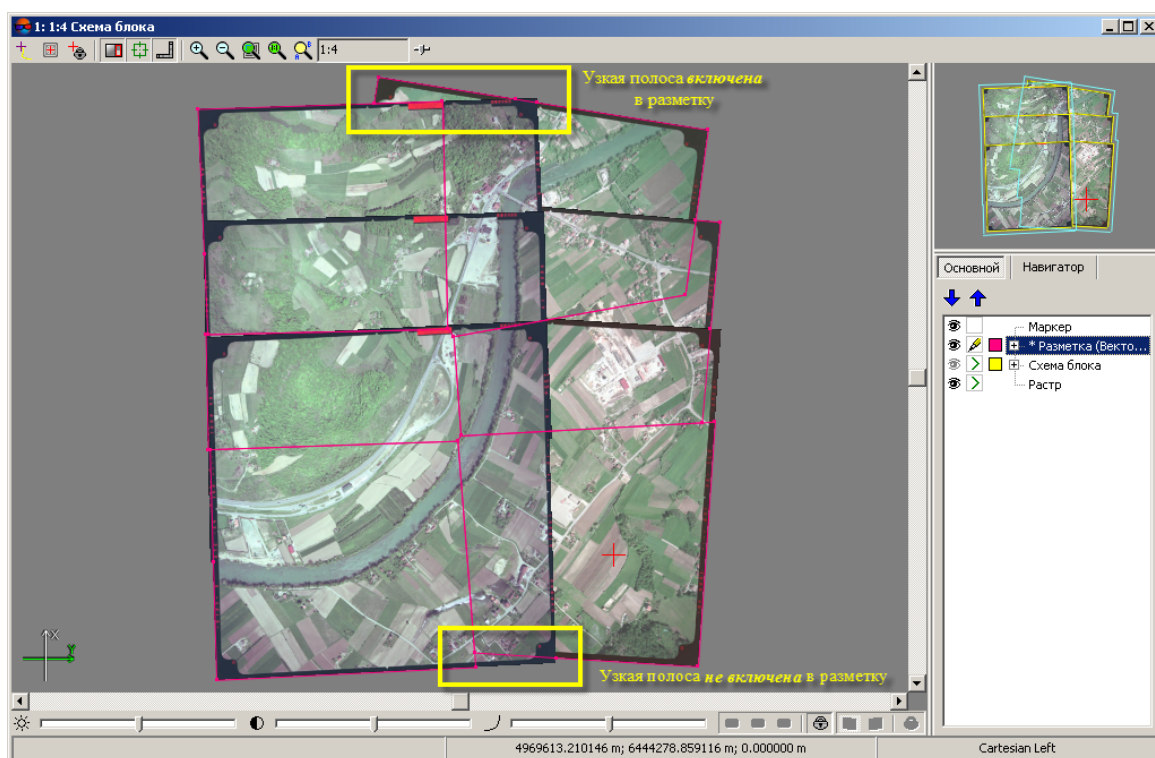 1: 1:4 Схема блока
1:4
Узкая полоса включена
в разметку
Основной
Навигатор
Маркер
* Разметка (Векто...
Схема блока
Растр
X
Y
Узкая полоса не включена в разметку
4969613.210146 m; 6444278.859116 m; 0.000000 m
Cartesian Left